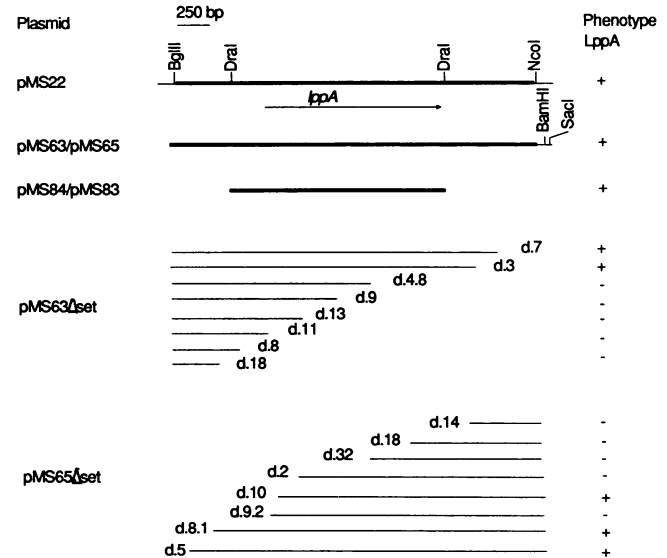 Plasmid
250 bp
Phenotype
LppA
BglII
DraI
DraI
NcoI
pMS22
+
lppA
BamHI
SacI
pMS63/pMS65
+
pMS84/pMS83
+
d.7
+
d.3
+
d.4.8
-
pMS63Δset
d.9
-
d.13
-
d.11
-
d.8
-
d.18
-
d.14
-
d.18
-
d.32
-
pMS65Δset
d.2
-
d.10
+
d.9.2
-
d.8.1
+
d.5
+